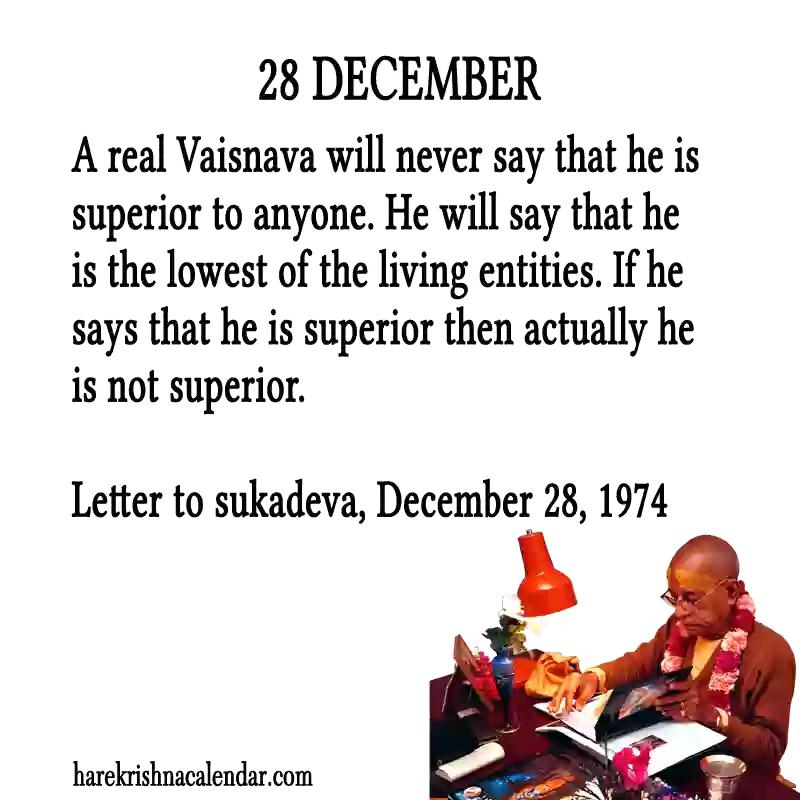 28 DECEMBER
A real Vaisnava will never say that he is
superior to anyone. He will say that he
is the lowest of the living entities. If he
says that he is superior then actually he
is not superior.
Letter to sukadeva, December 28, 1974
harekrishnacalendar.com